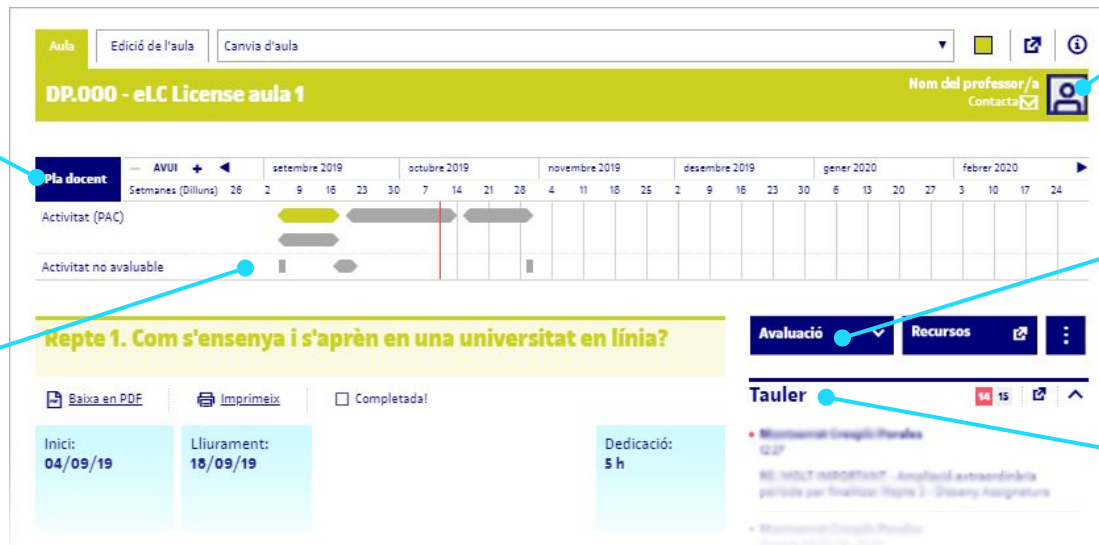 Aula Edició de l'aula Canvia d'aula
DP.000 - eLC License aula 1
Nom del professor/a
Contacta
Pla docent
— AVUI + setembre 2019 octubre 2019 novembre 2019 desembre 2019 gener 2020 febrer 2020
Setmanes (Dilluns) 26 2 9 16 23 30 7 14 21 28 4 11 18 25 2 9 16 23 30 6 13 20 27 3 10 17 24
Activitat (PAC)
Activitat no avaluable
Repte 1. Com s'ensenya i s'aprèn en una universitat en línia?
Avaluació Recursos
Baixa en PDF Imprimeix Completada!
Tauler 14 15
Inici:
04/09/19
Lliurament:
18/09/19
Dedicació:
5 h